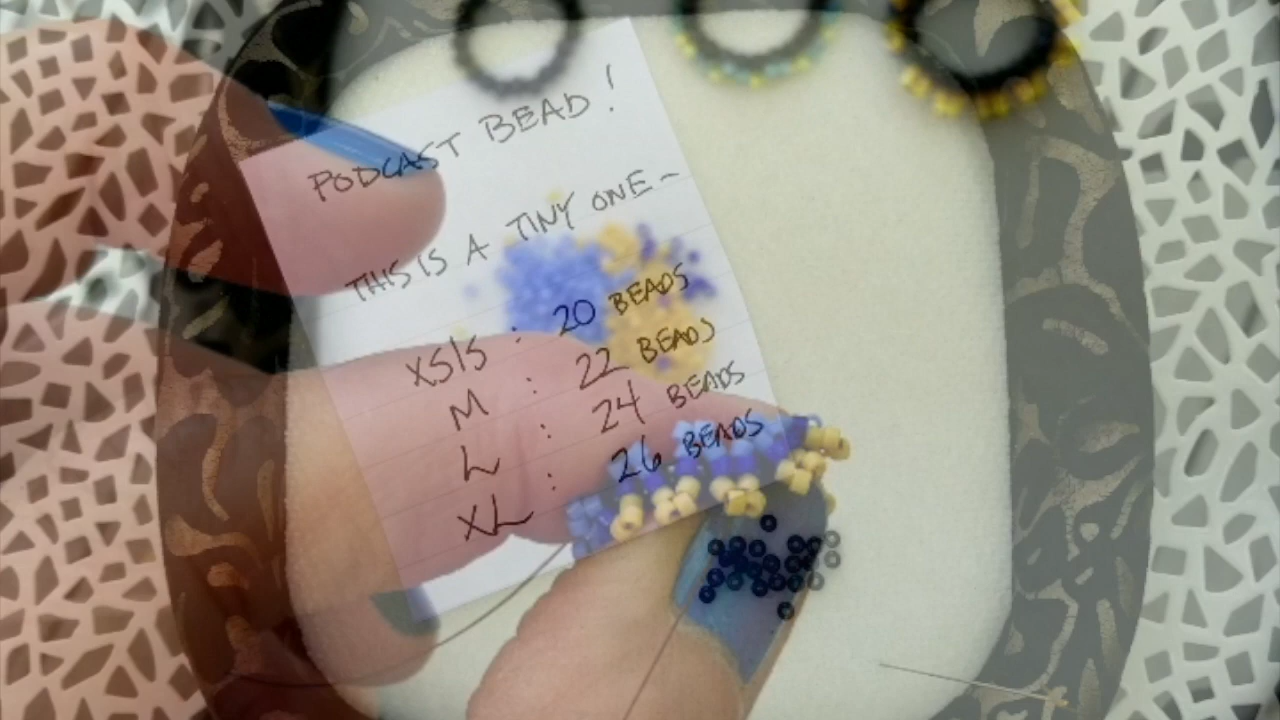 PODCAST BEAD!
THIS IS A TINY ONE -
XS/S : 20 BEADS
M : 22 BEADS
L : 24 BEADS
XL : 26 BEADS